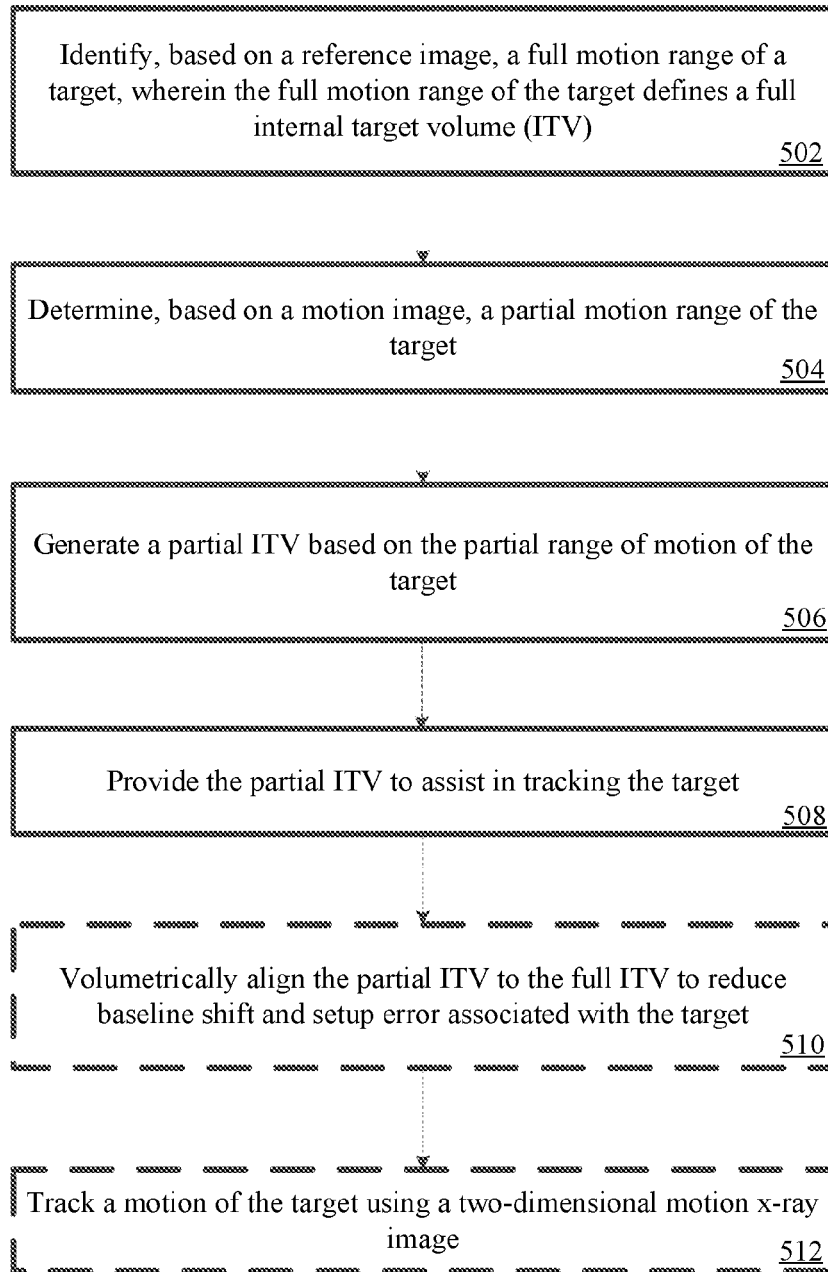 Identify, based on a reference image, a full motion range of a
target, wherein the full motion range of the target defines a full
internal target volume (ITV)
502
Determine, based on a motion image, a partial motion range of the
target
504
Generate a partial ITV based on the partial range of motion of the
target
506
Provide the partial ITV to assist in tracking the target
508
Volumetrically align the partial ITV to the full ITV to reduce
baseline shift and setup error associated with the target
510
Track a motion of the target using a two-dimensional motion x-ray
image
512